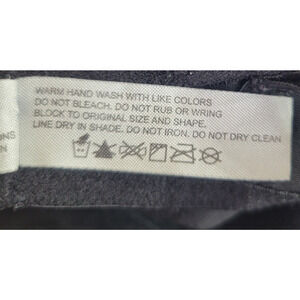 WARM HAND WASH WITH LIKE COLORS
DO NOT BLEACH. DO NOT RUB OR WRING
BLOCK TO ORIGINAL SIZE AND SHAPE.
LINE DRY IN SHADE. DO NOT IRON. DO NOT DRY CLEAN
ONS
N